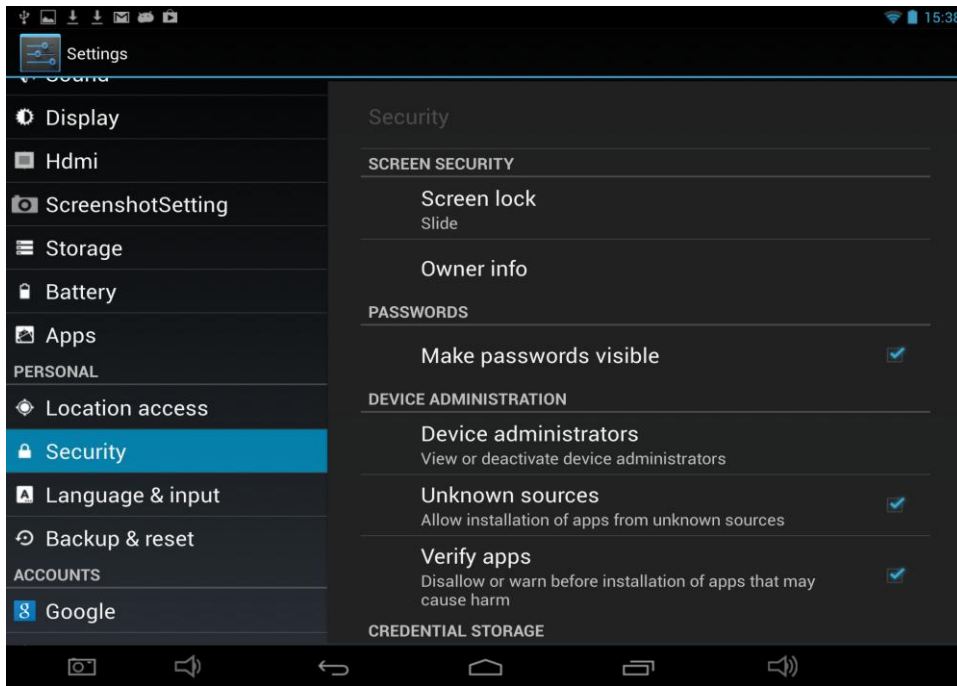 15:38
Settings
Sound
Display
Hdmi
ScreenshotSetting
Storage
Battery
Apps
PERSONAL
Location access
Security
Language & input
Backup & reset
ACCOUNTS
Google
Security
SCREEN SECURITY
Screen lock
Slide
Owner info
PASSWORDS
Make passwords visible
DEVICE ADMINISTRATION
Device administrators
View or deactivate device administrators
Unknown sources
Allow installation of apps from unknown sources
Verify apps
Disallow or warn before installation of apps that may
cause harm
CREDENTIAL STORAGE